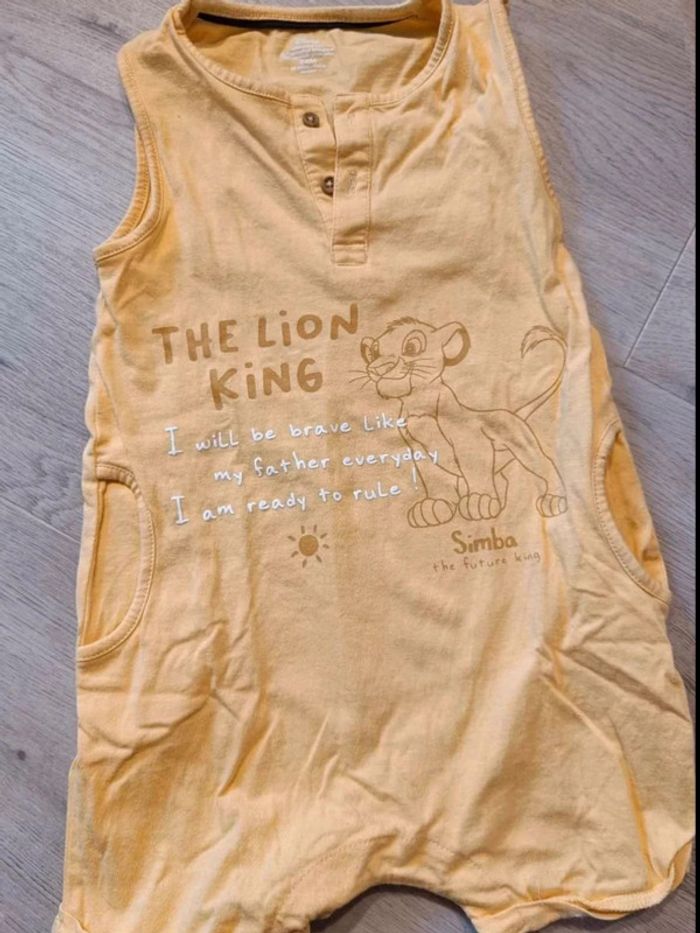 THE LiON
KiNG
I will be brave like
my father everyday
I am ready to rule!
Simba
the future king